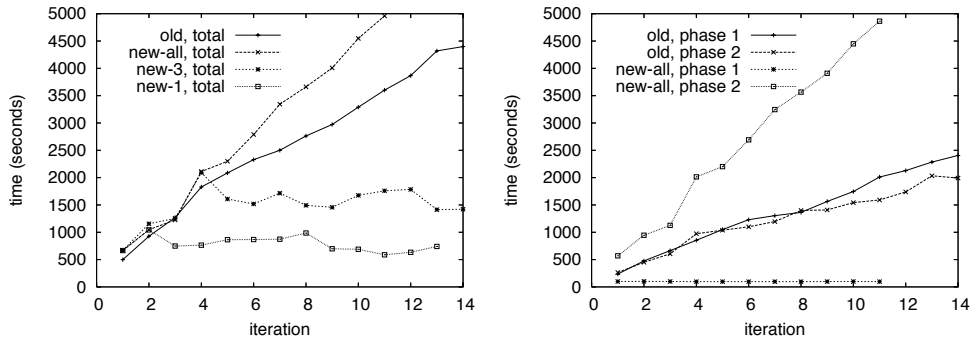 5000
4500
4000
3500
3000
2500
2000
1500
1000
500
0
time (seconds)
old, total
new-all, total
new-3, total
new-1, total
0 2 4 6 8 10 12 14
iteration
5000
4500
4000
3500
3000
2500
2000
1500
1000
500
0
time (seconds)
old, phase 1
old, phase 2
new-all, phase 1
new-all, phase 2
0 2 4 6 8 10 12 14
iteration